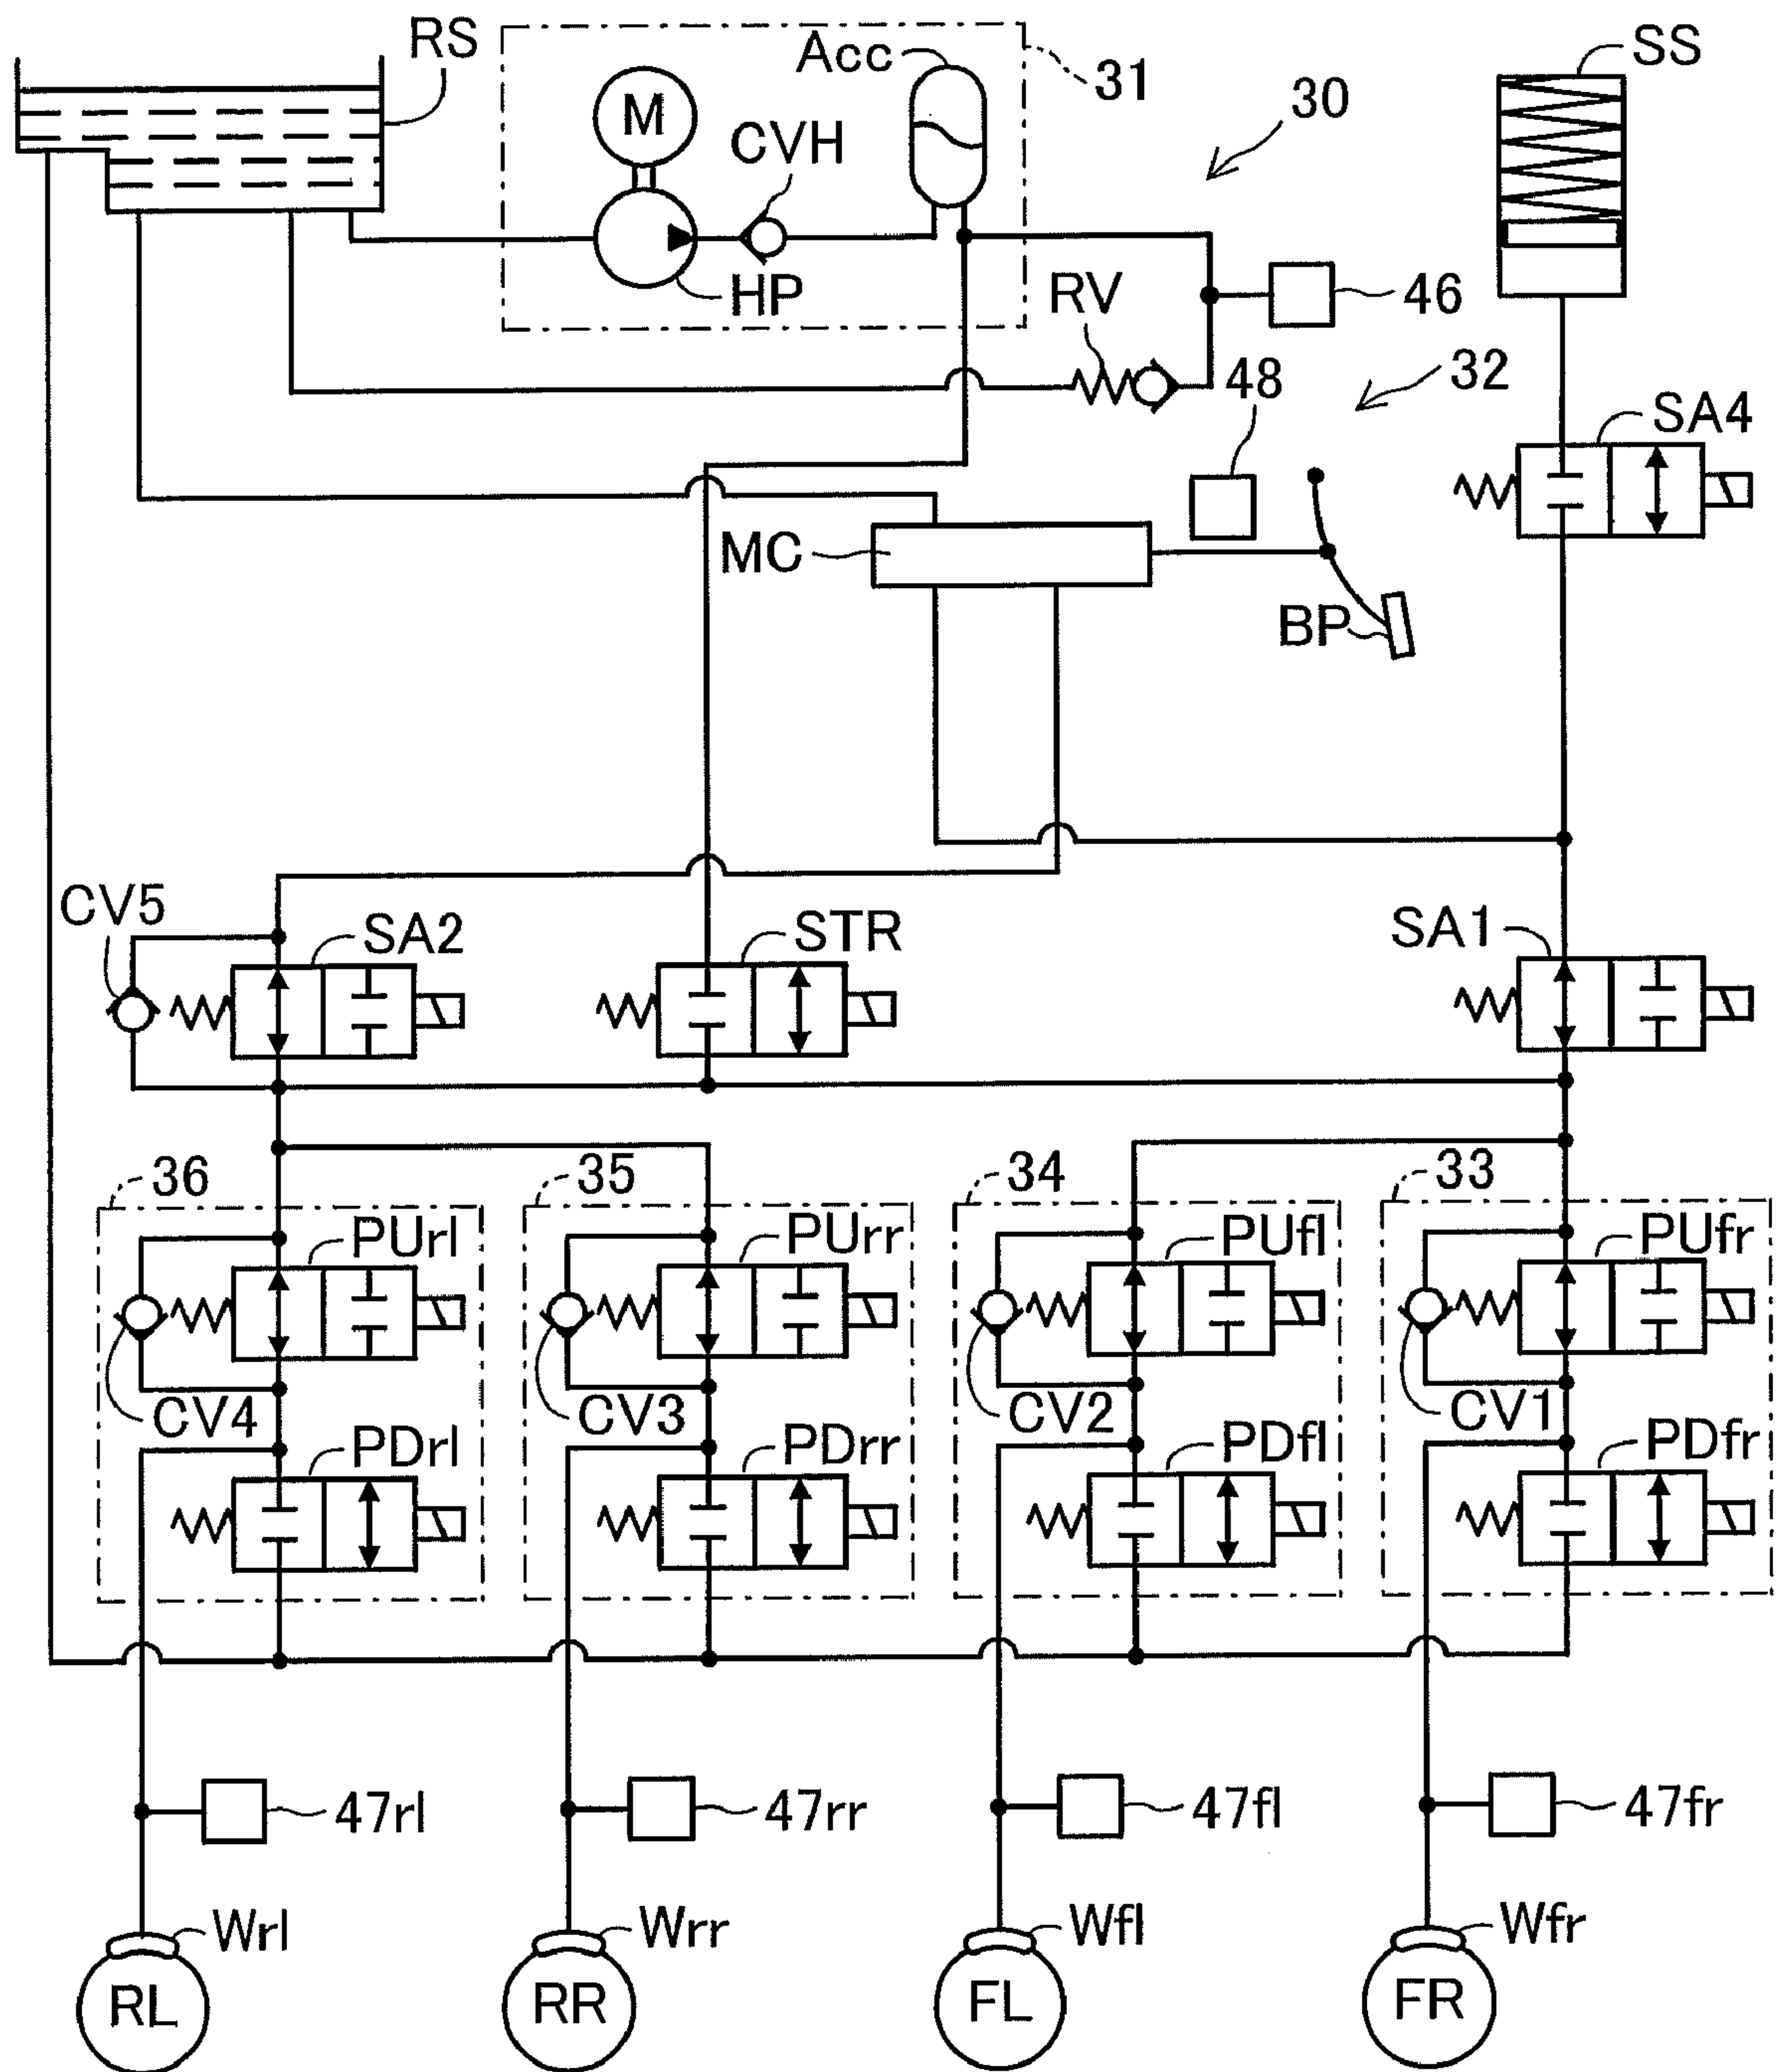 RS
Acc
31
SS
M
CVH
30
HP
RV
46
48
32
SA4
MC
BP
CV5
SA2
STR
SA1
36
35
34
33
PUrl
PUrr
PUfl
PUfr
CV4
CV3
CV2
CV1
PDrl
PDrr
PDfl
PDfr
47rl
47rr
47fl
47fr
Wrl
Wrr
Wfl
Wfr
RL
RR
FL
FR